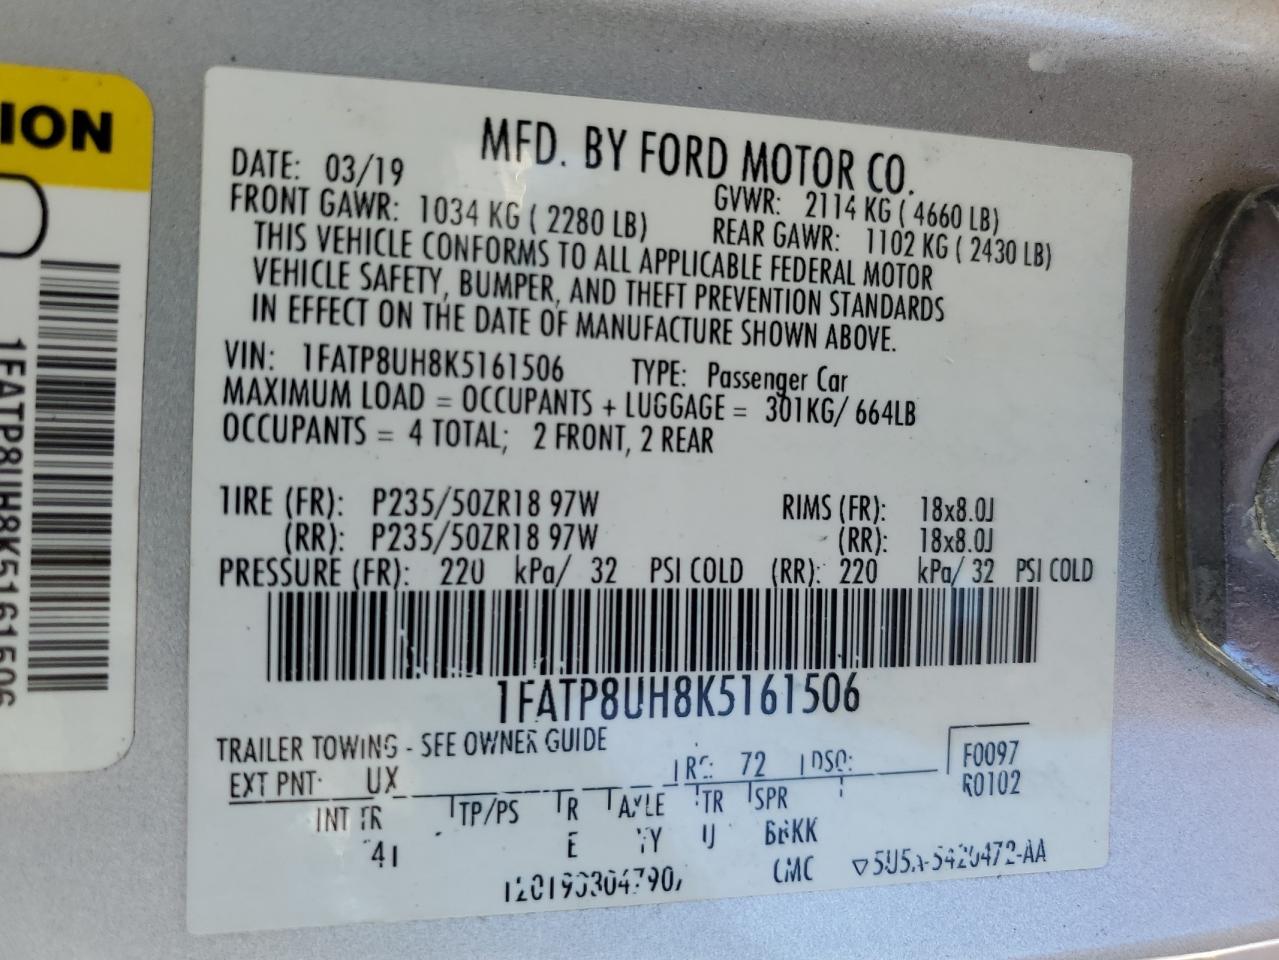 ION
1FATP8UH8K5161506
MFD. BY FORD MOTOR CO.
DATE: 03/19 GVWR: 2114 KG ( 4660 LB)
FRONT GAWR: 1034 KG ( 2280 LB) REAR GAWR: 1102 KG ( 2430 LB)
THIS VEHICLE CONFORMS TO ALL APPLICABLE FEDERAL MOTOR
VEHICLE SAFETY, BUMPER, AND THEFT PREVENTION STANDARDS
IN EFFECT ON THE DATE OF MANUFACTURE SHOWN ABOVE.
VIN: 1FATP8UH8K5161506 TYPE: Passenger Car
MAXIMUM LOAD = OCCUPANTS + LUGGAGE = 301KG/ 664LB
OCCUPANTS = 4 TOTAL; 2 FRONT, 2 REAR
TIRE (FR): P235/50ZR18 97W RIMS (FR): 18x8.0J
(RR): P235/50ZR18 97W (RR): 18x8.0J
PRESSURE (FR): 220 kPa/ 32 PSI COLD (RR): 220 kPa/ 32 PSI COLD
1FATP8UH8K5161506
TRAILER TOWING - SEE OWNER GUIDE
EXT PNT: UX RC: 72 DSO: F0097
R0102
INT TR TP/PS R AXLE TR SPR
E BBKK
CMC